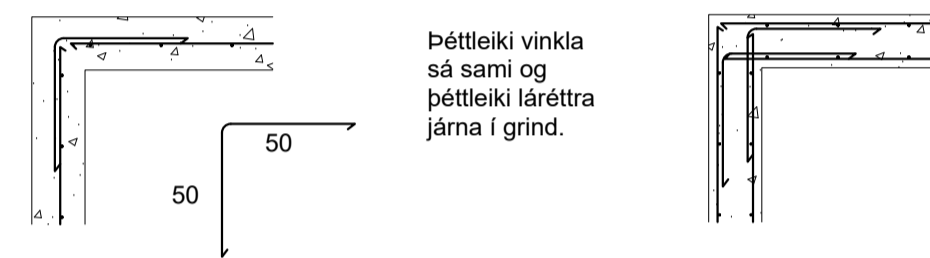 Þéttleiki vinkla
sá sami og
þéttleiki láréttra
járna í grind.
50
50